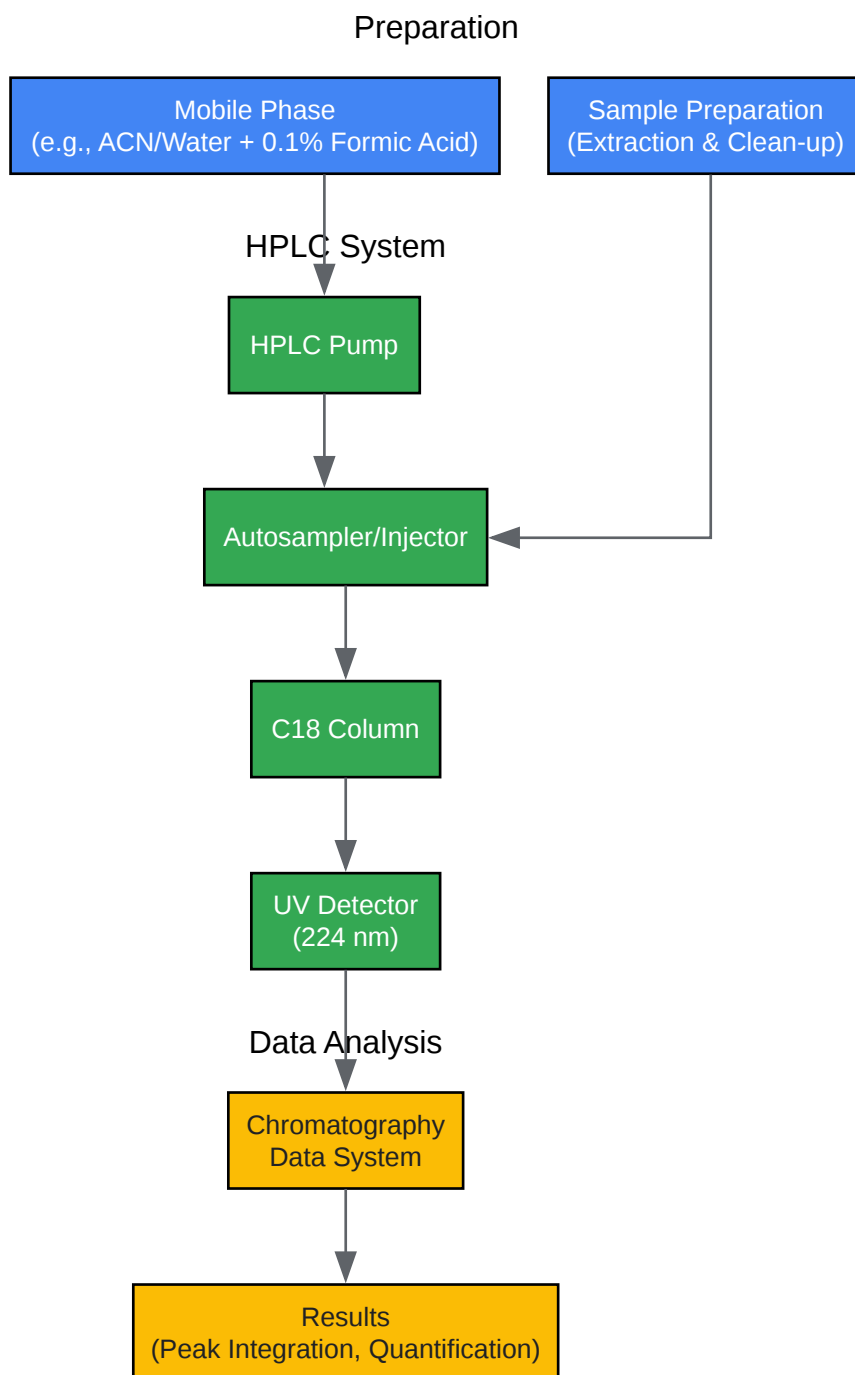 Preparation
Mobile Phase
(e.g., ACN/Water + 0.1% Formic Acid)
Sample Preparation
(Extraction & Clean-up)
HPLC System
HPLC Pump
Autosampler/Injector
C18 Column
UV Detector
(224 nm)
Data Analysis
Chromatography
Data System
Results
(Peak Integration, Quantification)